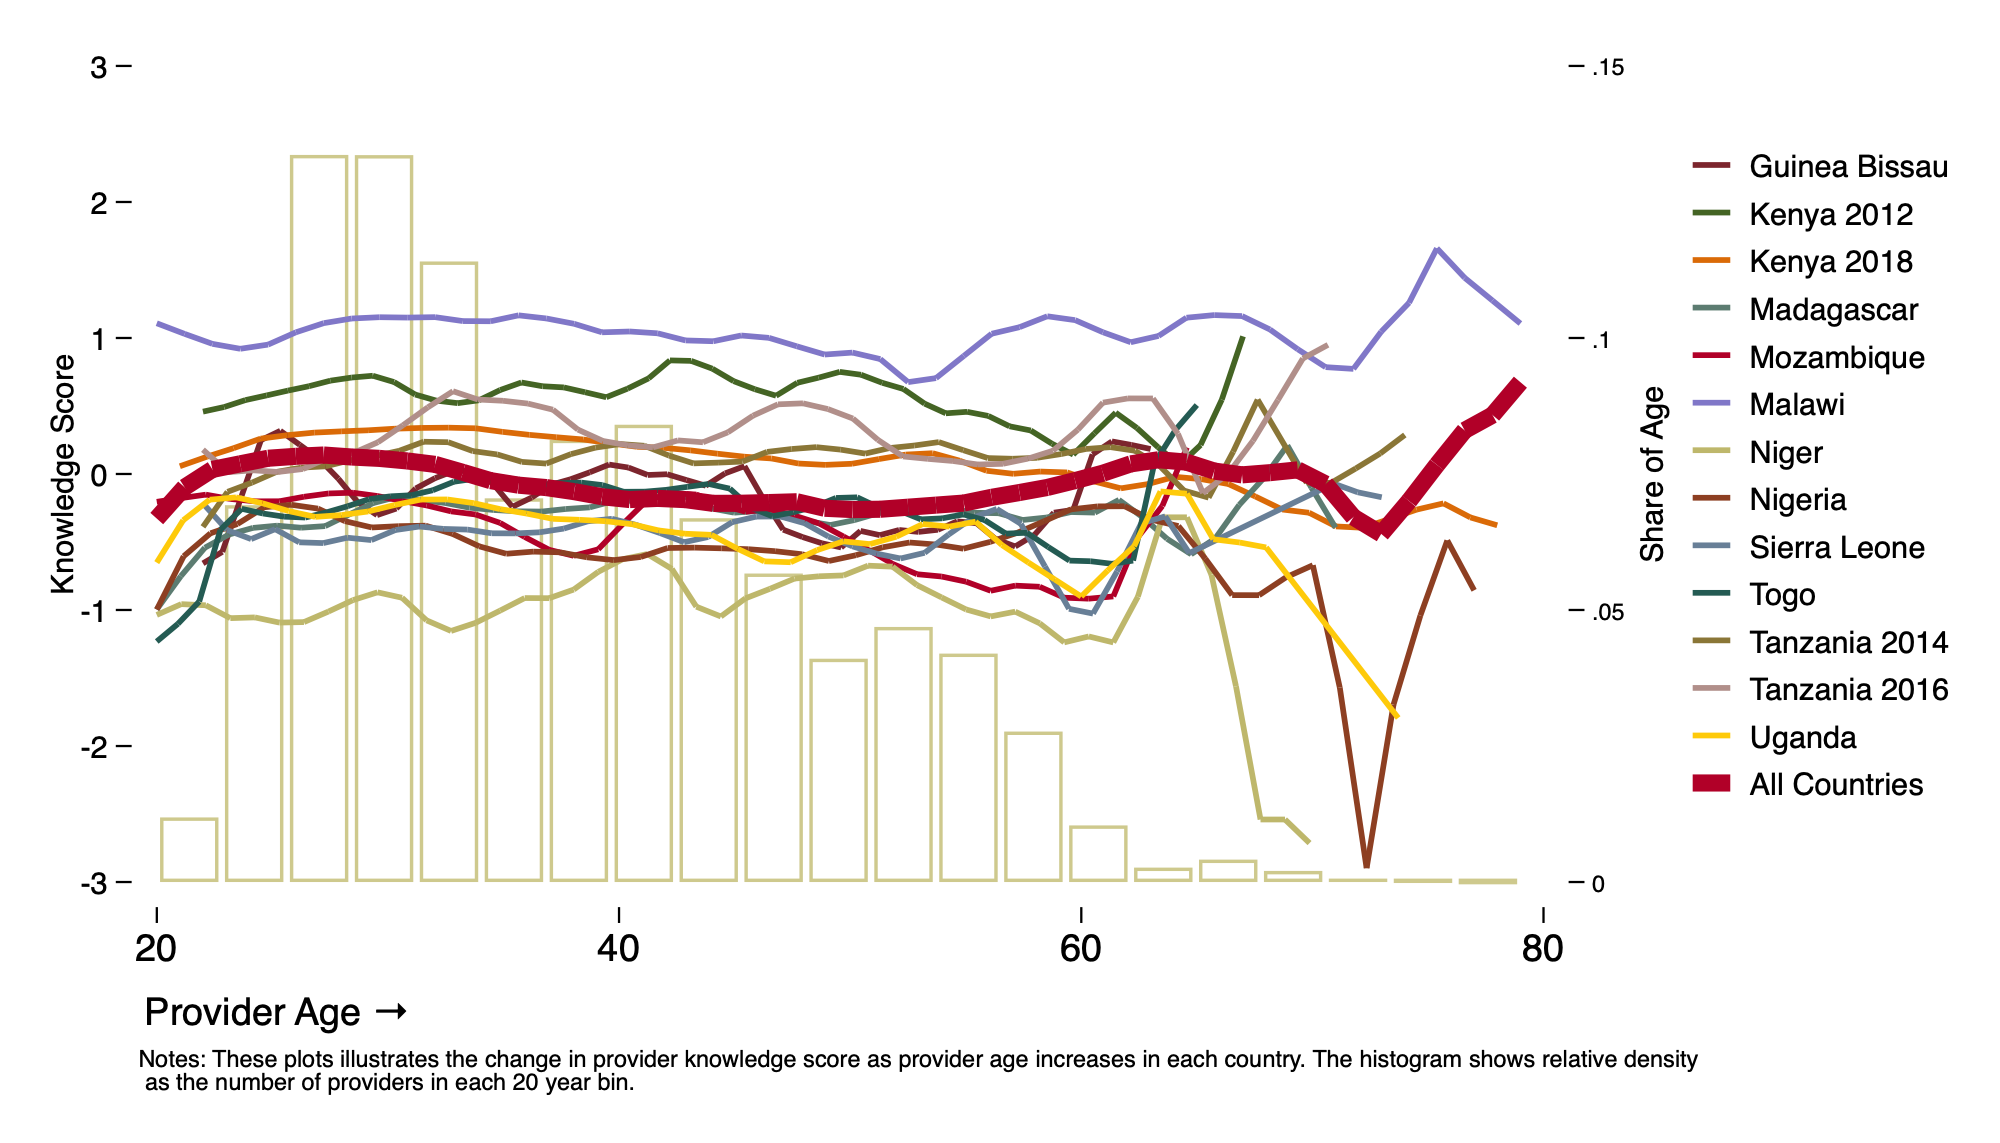 3
2
1
0
-1
-2
-3
Knowledge Score
.15
.1
.05
0
Share of Age
20
40
60
80
Provider Age →
Guinea Bissau
Kenya 2012
Kenya 2018
Madagascar
Mozambique
Malawi
Niger
Nigeria
Sierra Leone
Togo
Tanzania 2014
Tanzania 2016
Uganda
All Countries
Notes: These plots illustrates the change in provider knowledge score as provider age increases in each country. The histogram shows relative density
as the number of providers in each 20 year bin.